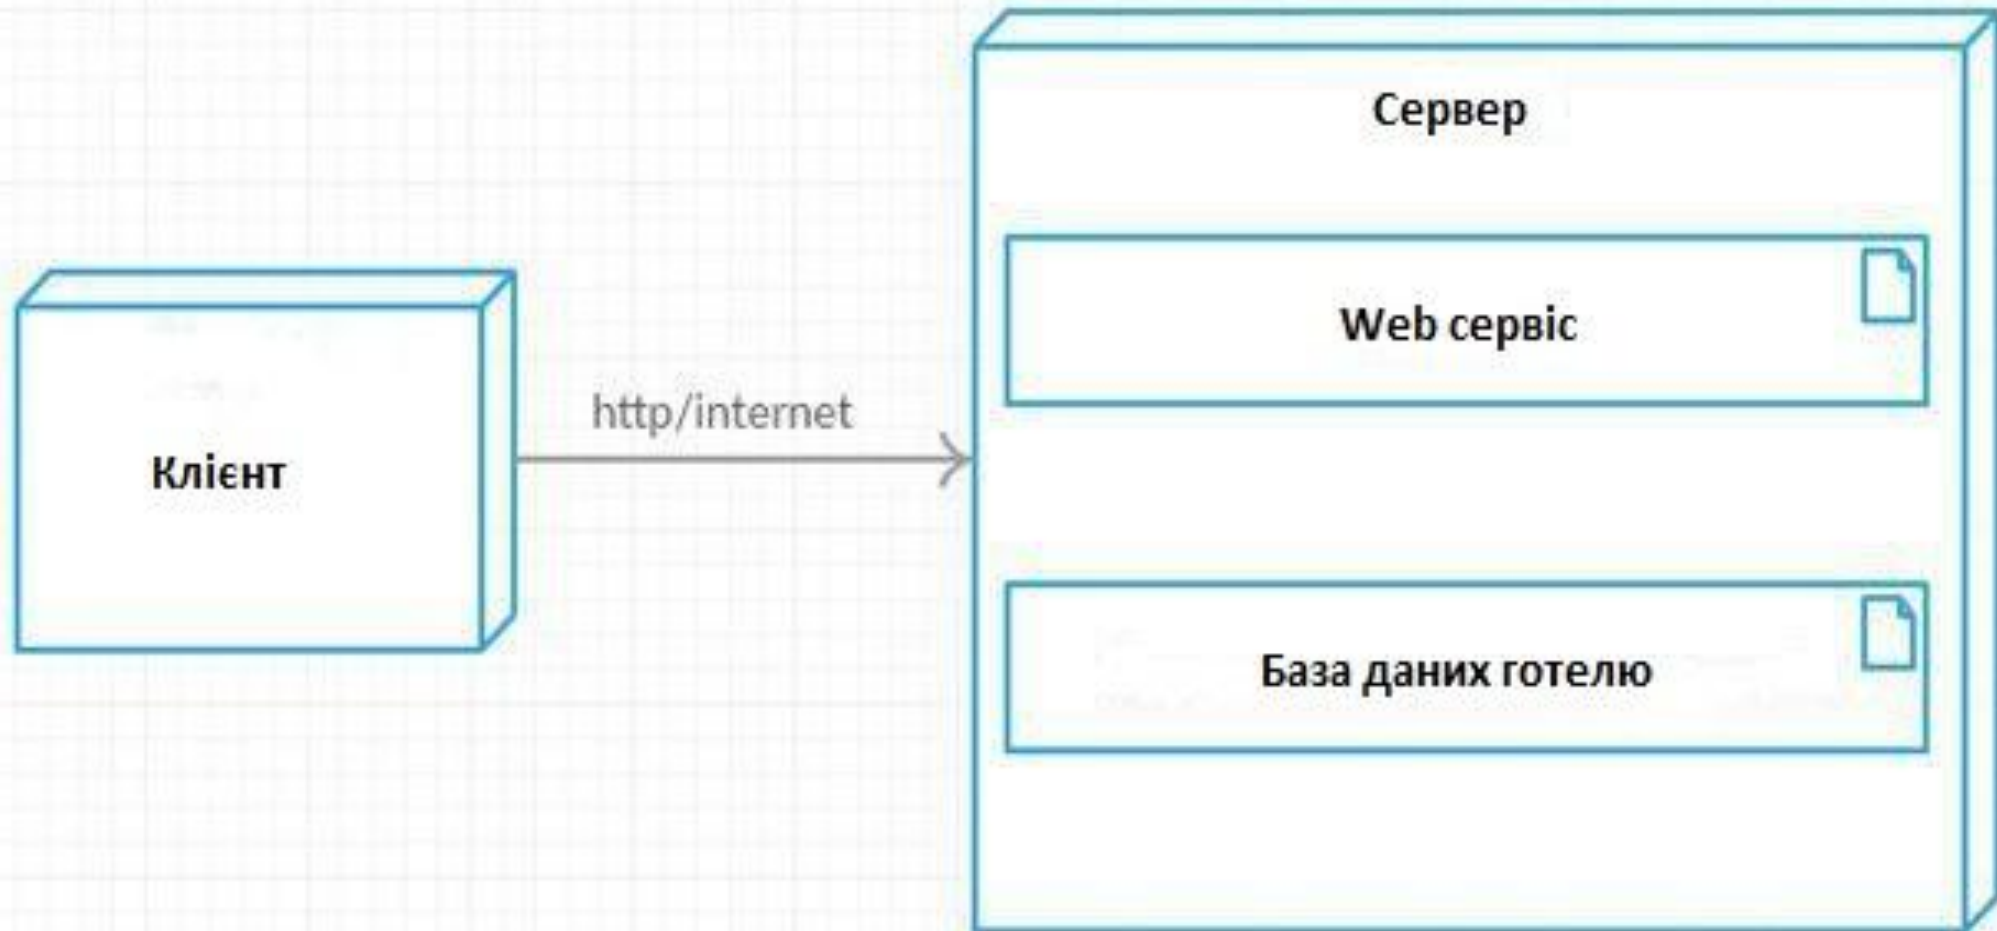 Сервер
Web сервіс
http/internet
Клієнт
База даних готелю